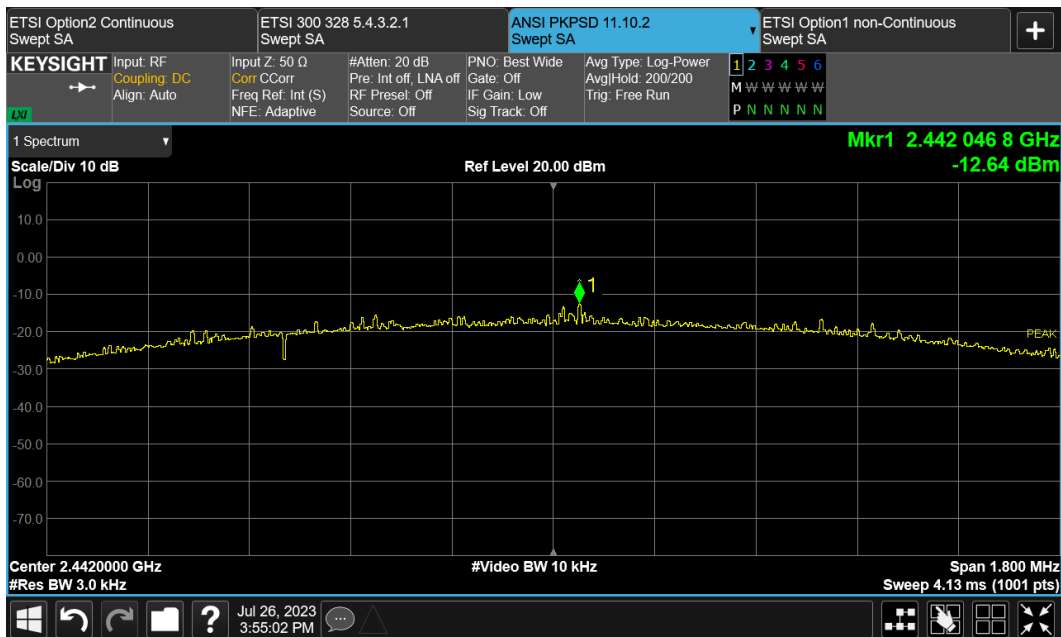 ETSI Option2 Continuous
Swept SA
ETSI 300 328 5.4.3.2.1
Swept SA
ANSI PKPSD 11.10.2
Swept SA
ETSI Option1 non-Continuous
Swept SA
+
KEYSIGHT
LXI
Input: RF
Coupling: DC
Align: Auto
Input Z: 50 Ω
Corr CCorr
Freq Ref: Int (S)
NFE: Adaptive
#Atten: 20 dB
Pre: Int off, LNA off
RF Presel: Off
Source: Off
PNO: Best Wide
Gate: Off
IF Gain: Low
Sig Track: Off
Avg Type: Log-Power
Avg|Hold: 200/200
Trig: Free Run
1 2 3 4 5 6
M W W W W W
P N N N N N
1 Spectrum
Scale/Div 10 dB
Ref Level 20.00 dBm
Mkr1 2.442 046 8 GHz
-12.64 dBm
Log
10.0
0.00
-10.0
-20.0
-30.0
-40.0
-50.0
-60.0
-70.0
1
PEAK
Center 2.4420000 GHz
#Video BW 10 kHz
Span 1.800 MHz
#Res BW 3.0 kHz
Sweep 4.13 ms (1001 pts)
?
Jul 26, 2023
3:55:02 PM